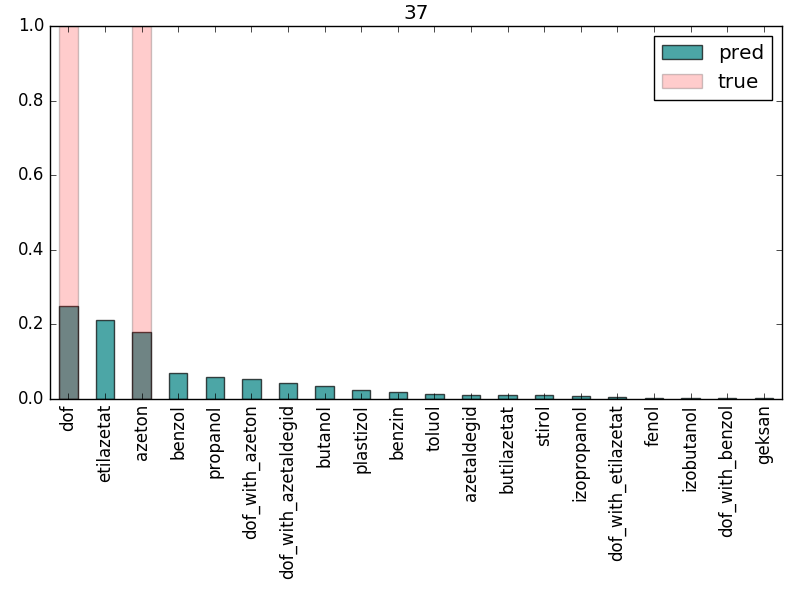 37
1.0
0.8
0.6
0.4
0.2
0.0
pred
true
dof
etilazetat
azeton
benzol
propanol
dof_with_azeton
dof_with_azetaldegid
butanol
plastizol
benzin
toluol
azetaldegid
butilazetat
stirol
izopropanol
dof_with_etilazetat
fenol
izobutanol
dof_with_benzol
geksan